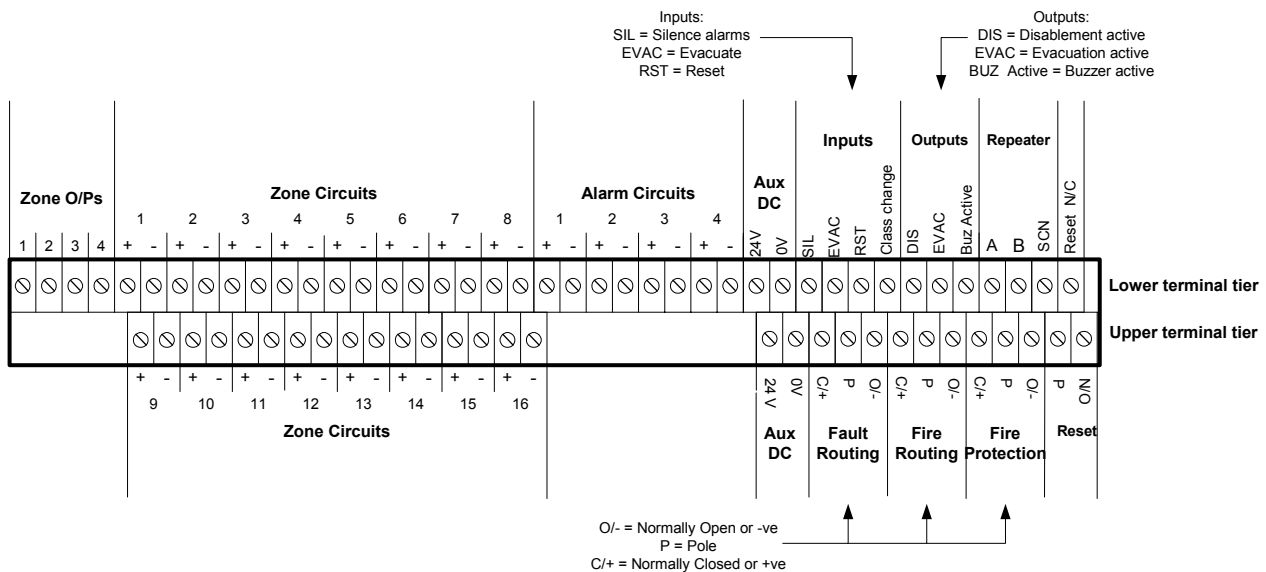 Inputs:
SIL = Silence alarms
EVAC = Evacuate
RST = Reset
Outputs:
DIS = Disablement active
EVAC = Evacuation active
BUZ Active = Buzzer active
Zone O/Ps
Zone Circuits
Alarm Circuits
Aux
DC
Inputs
Outputs
Repeater
1 2 3 4
1 2 3 4 5 6 7 8
+ - + - + - + - + - + - + - + -
1 2 3 4
+ - + - + - + -
24V
0V
SIL
EVAC
RST
Class change
DIS
EVAC
Buz Active
A
B
SCN
Reset N/C
Lower terminal tier
Upper terminal tier
+ - + - + - + - + - + - + - + -
9 10 11 12 13 14 15 16
Zone Circuits
24 V
0V
C/+
P
O/-
C/+
P
O/-
C/+
P
O/-
P
N/O
Aux
DC
Fault
Routing
Fire
Routing
Fire
Protection
Reset
O/- = Normally Open or -ve
P = Pole
C/+ = Normally Closed or +ve